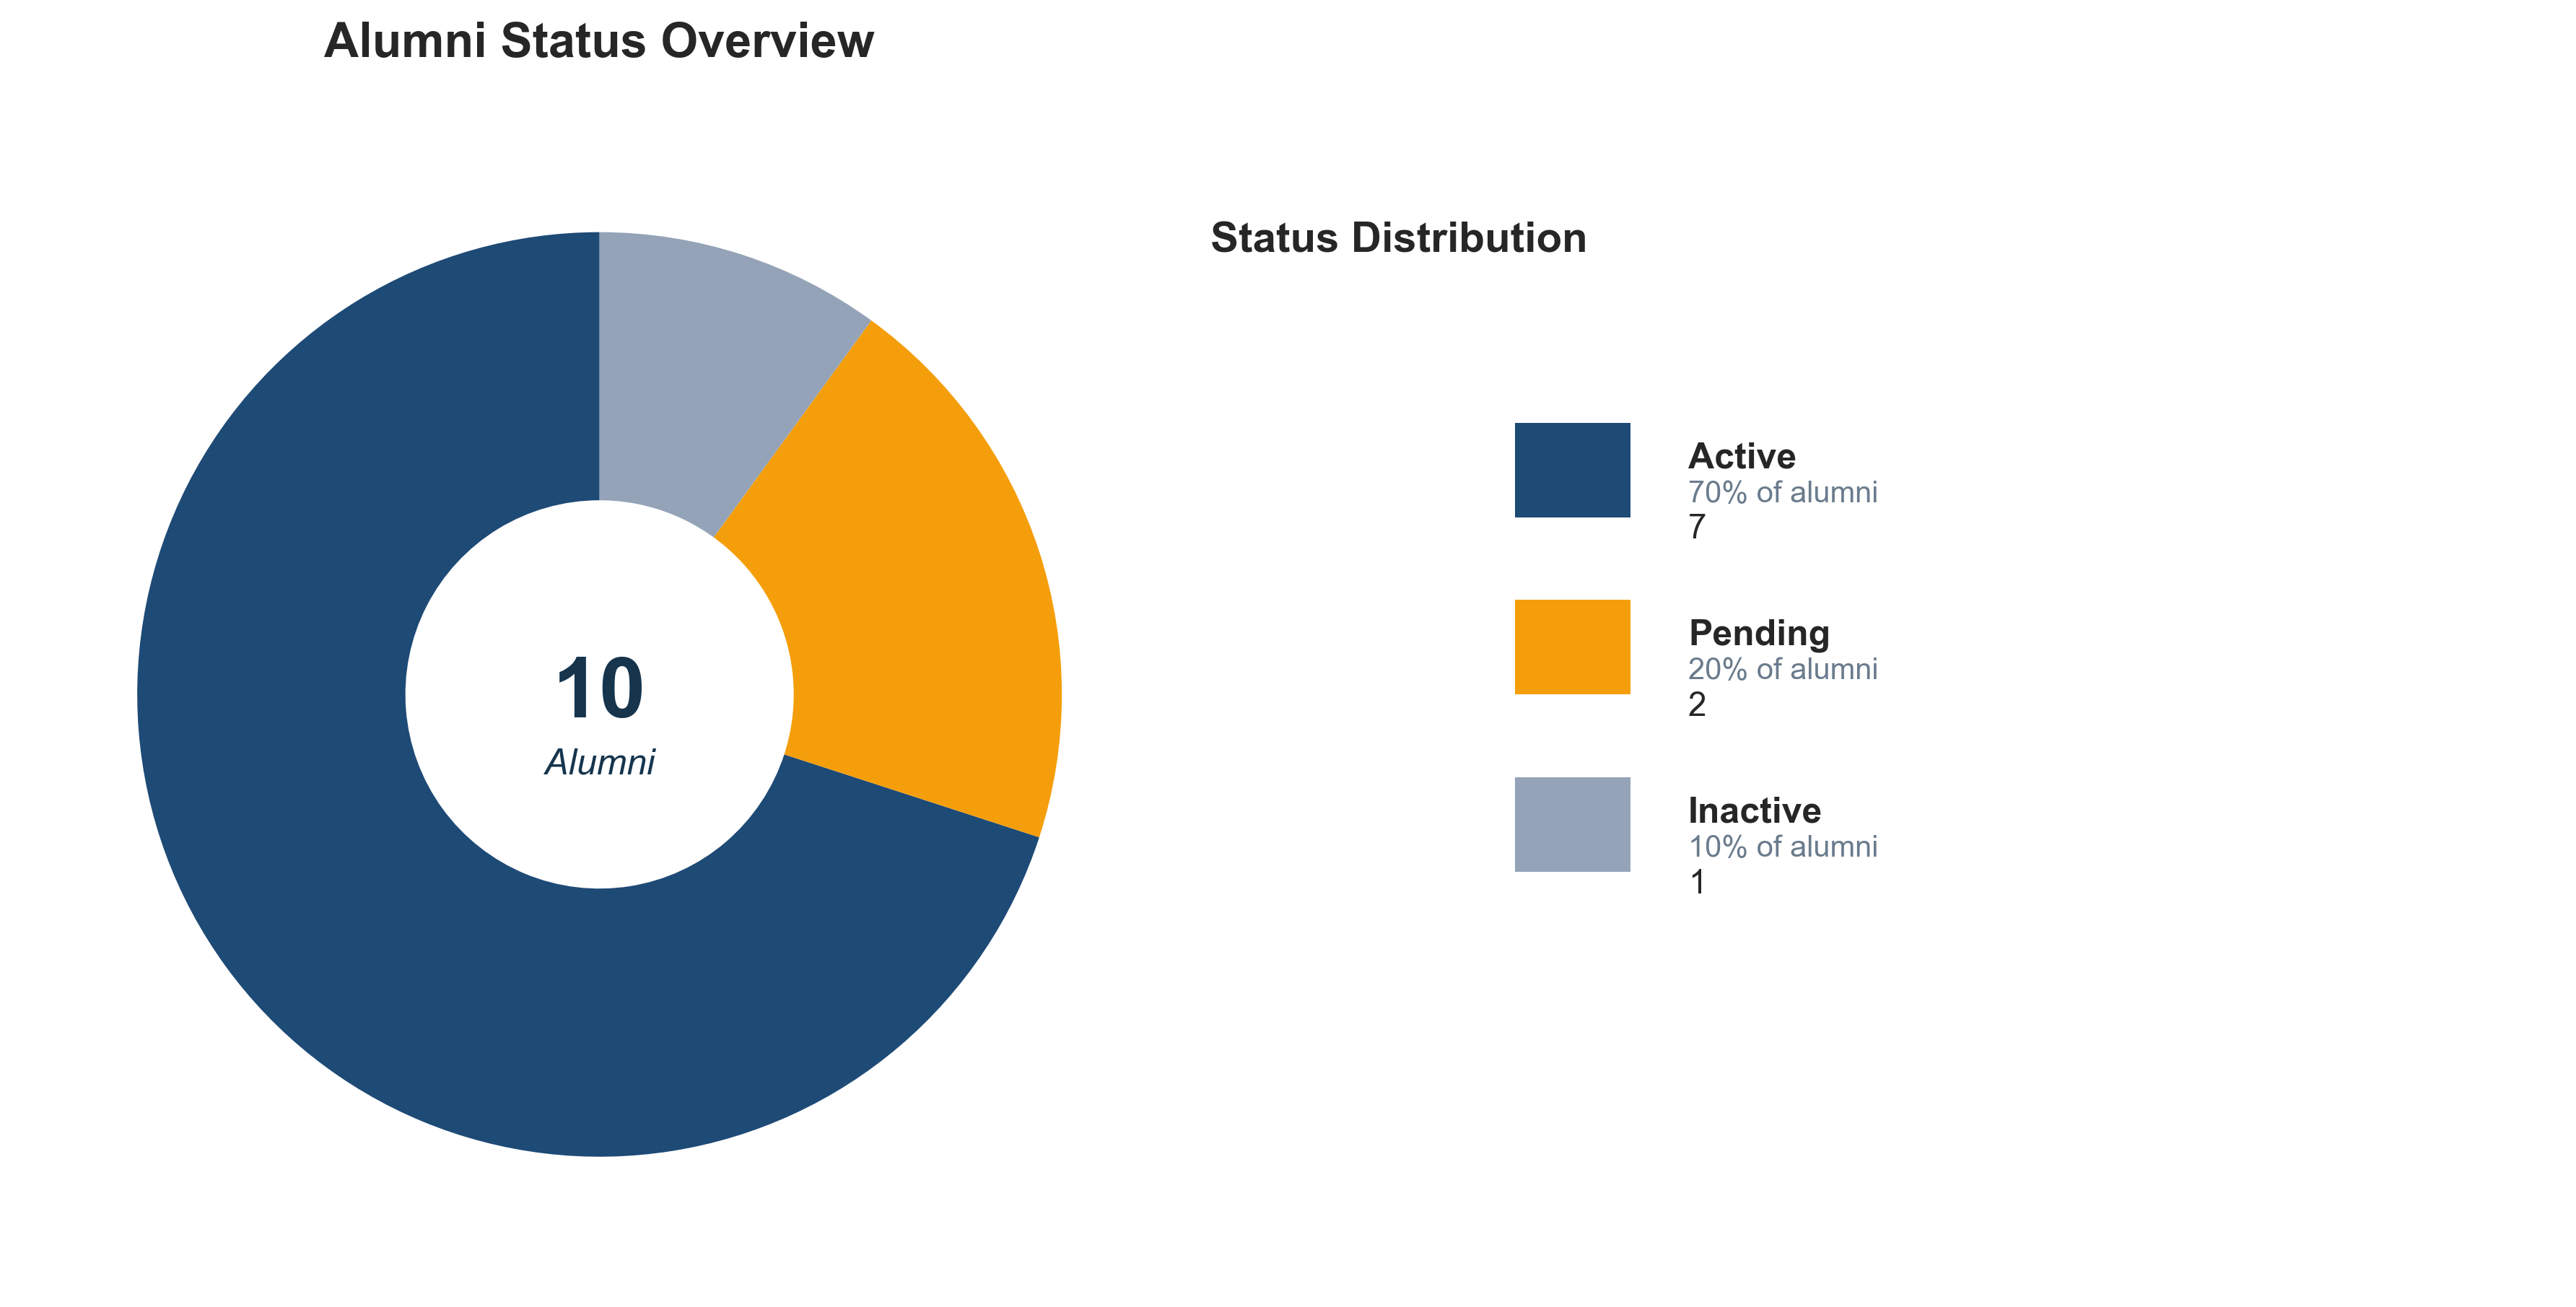 Alumni Status Overview
10
Alumni
Status Distribution
Active
70% of alumni
7
Pending
20% of alumni
2
Inactive
10% of alumni
1